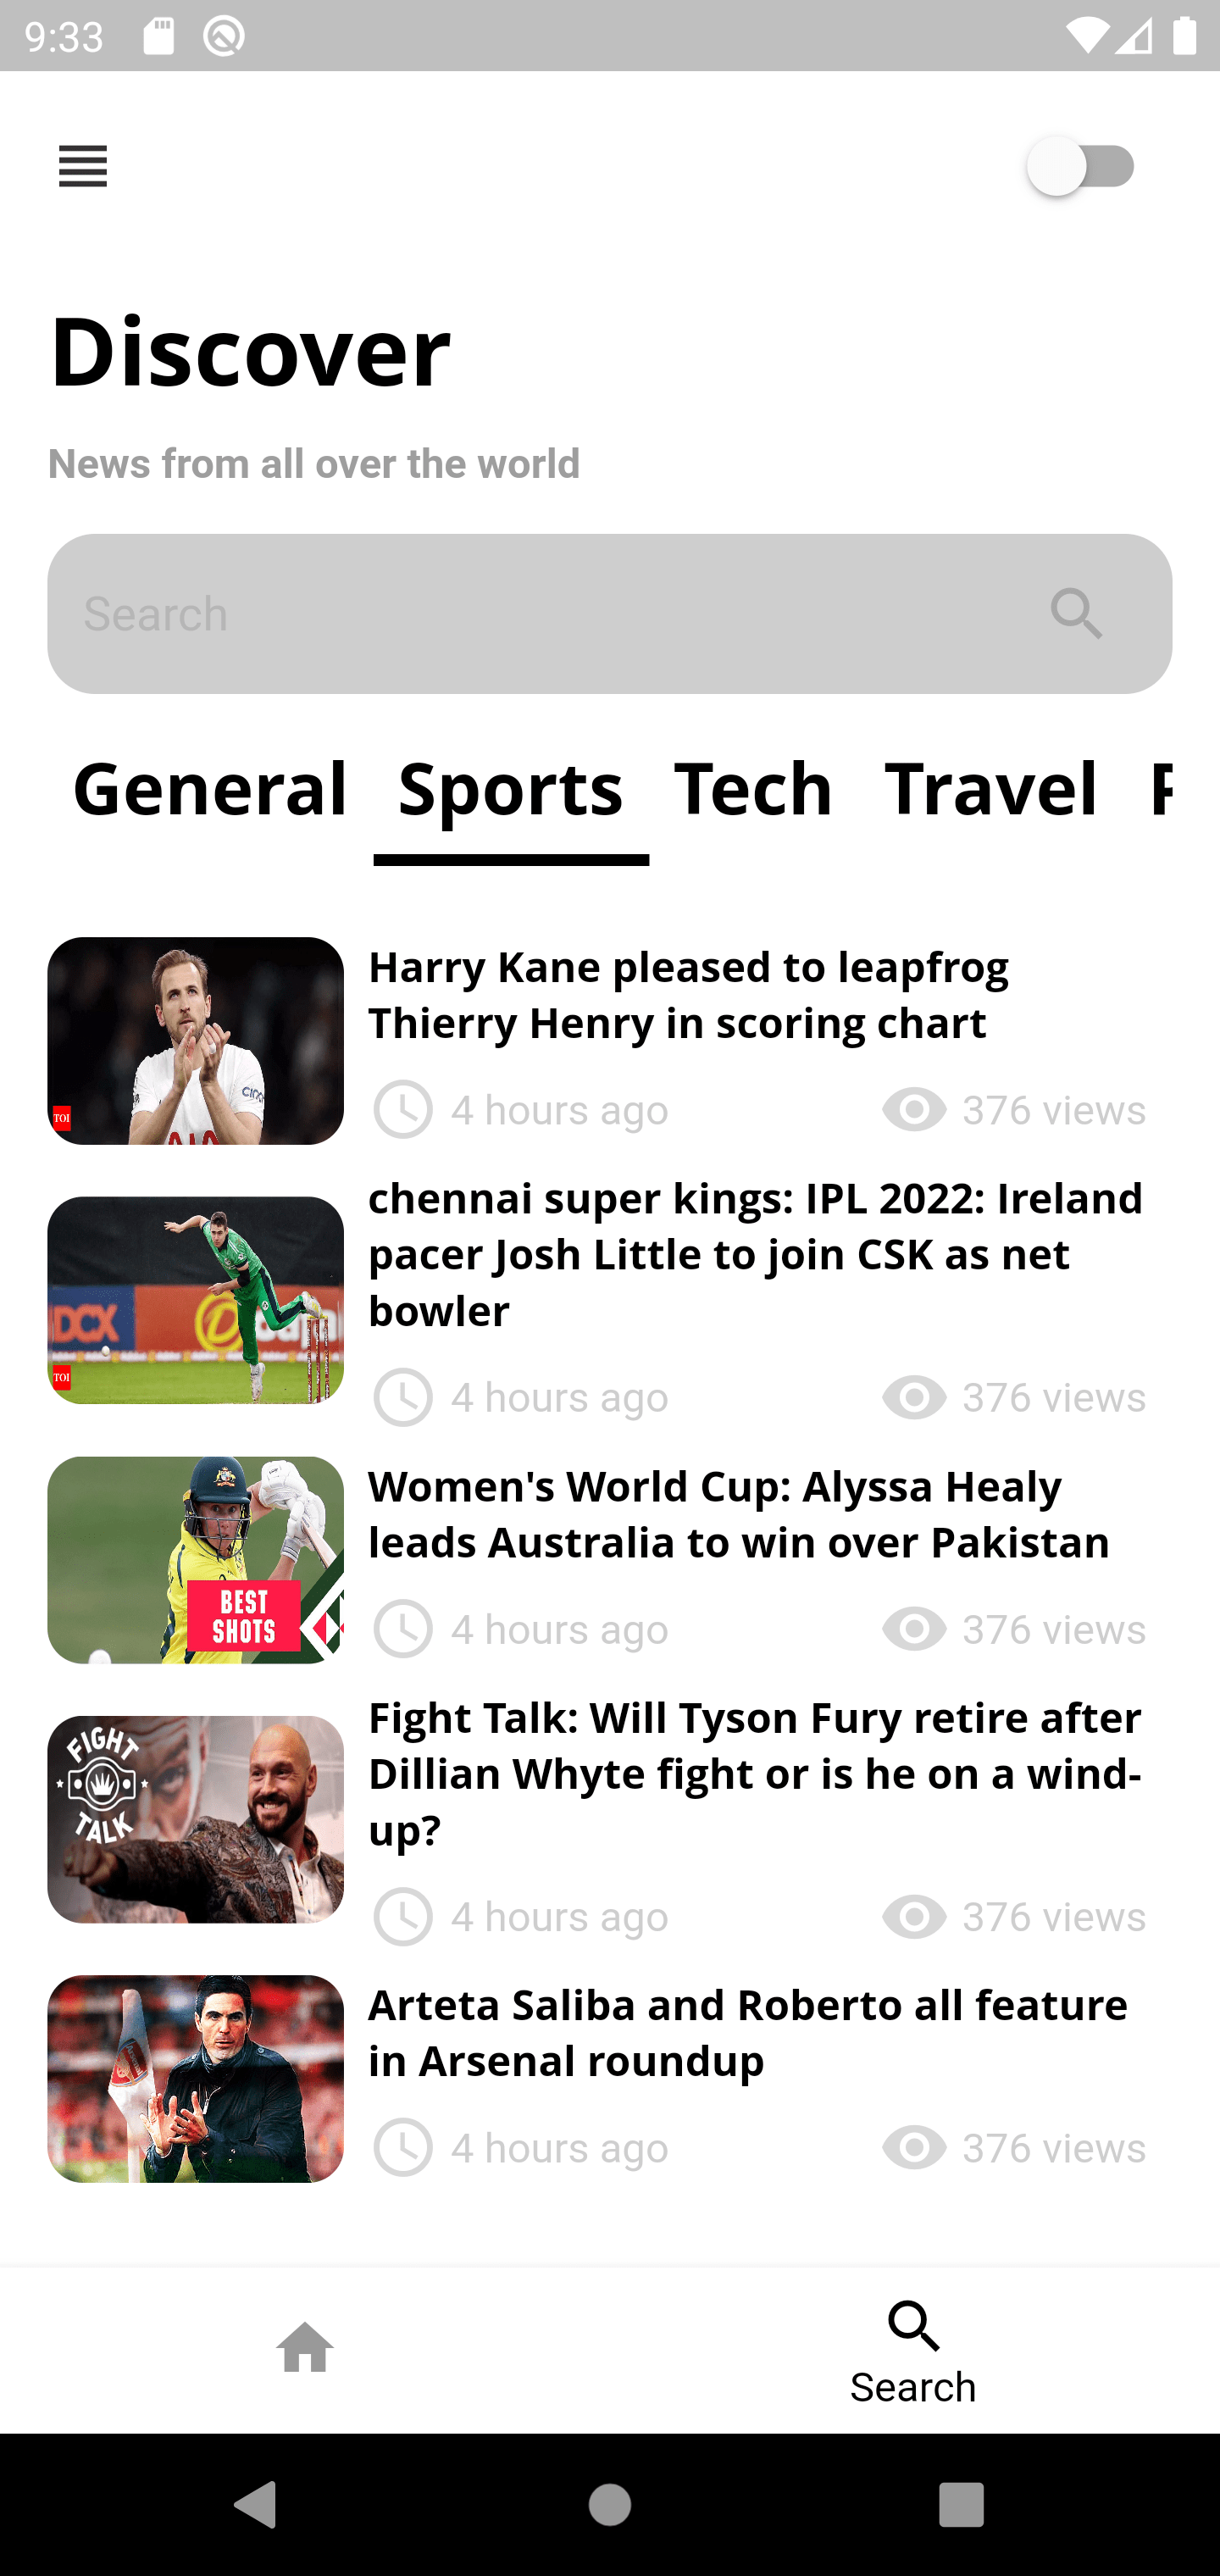 9:33
Discover
News from all over the world
Search
General Sports Tech Travel
Harry Kane pleased to leapfrog
Thierry Henry in scoring chart
4 hours ago 376 views
TOI
chennai super kings: IPL 2022: Ireland
pacer Josh Little to join CSK as net
bowler
4 hours ago 376 views
DCX
TOI
Women's World Cup: Alyssa Healy
leads Australia to win over Pakistan
4 hours ago 376 views
BEST
SHOTS
Fight Talk: Will Tyson Fury retire after
Dillian Whyte fight or is he on a wind-
up?
4 hours ago 376 views
FIGHT
TALK
Arteta Saliba and Roberto all feature
in Arsenal roundup
4 hours ago 376 views
Arsenal
Search